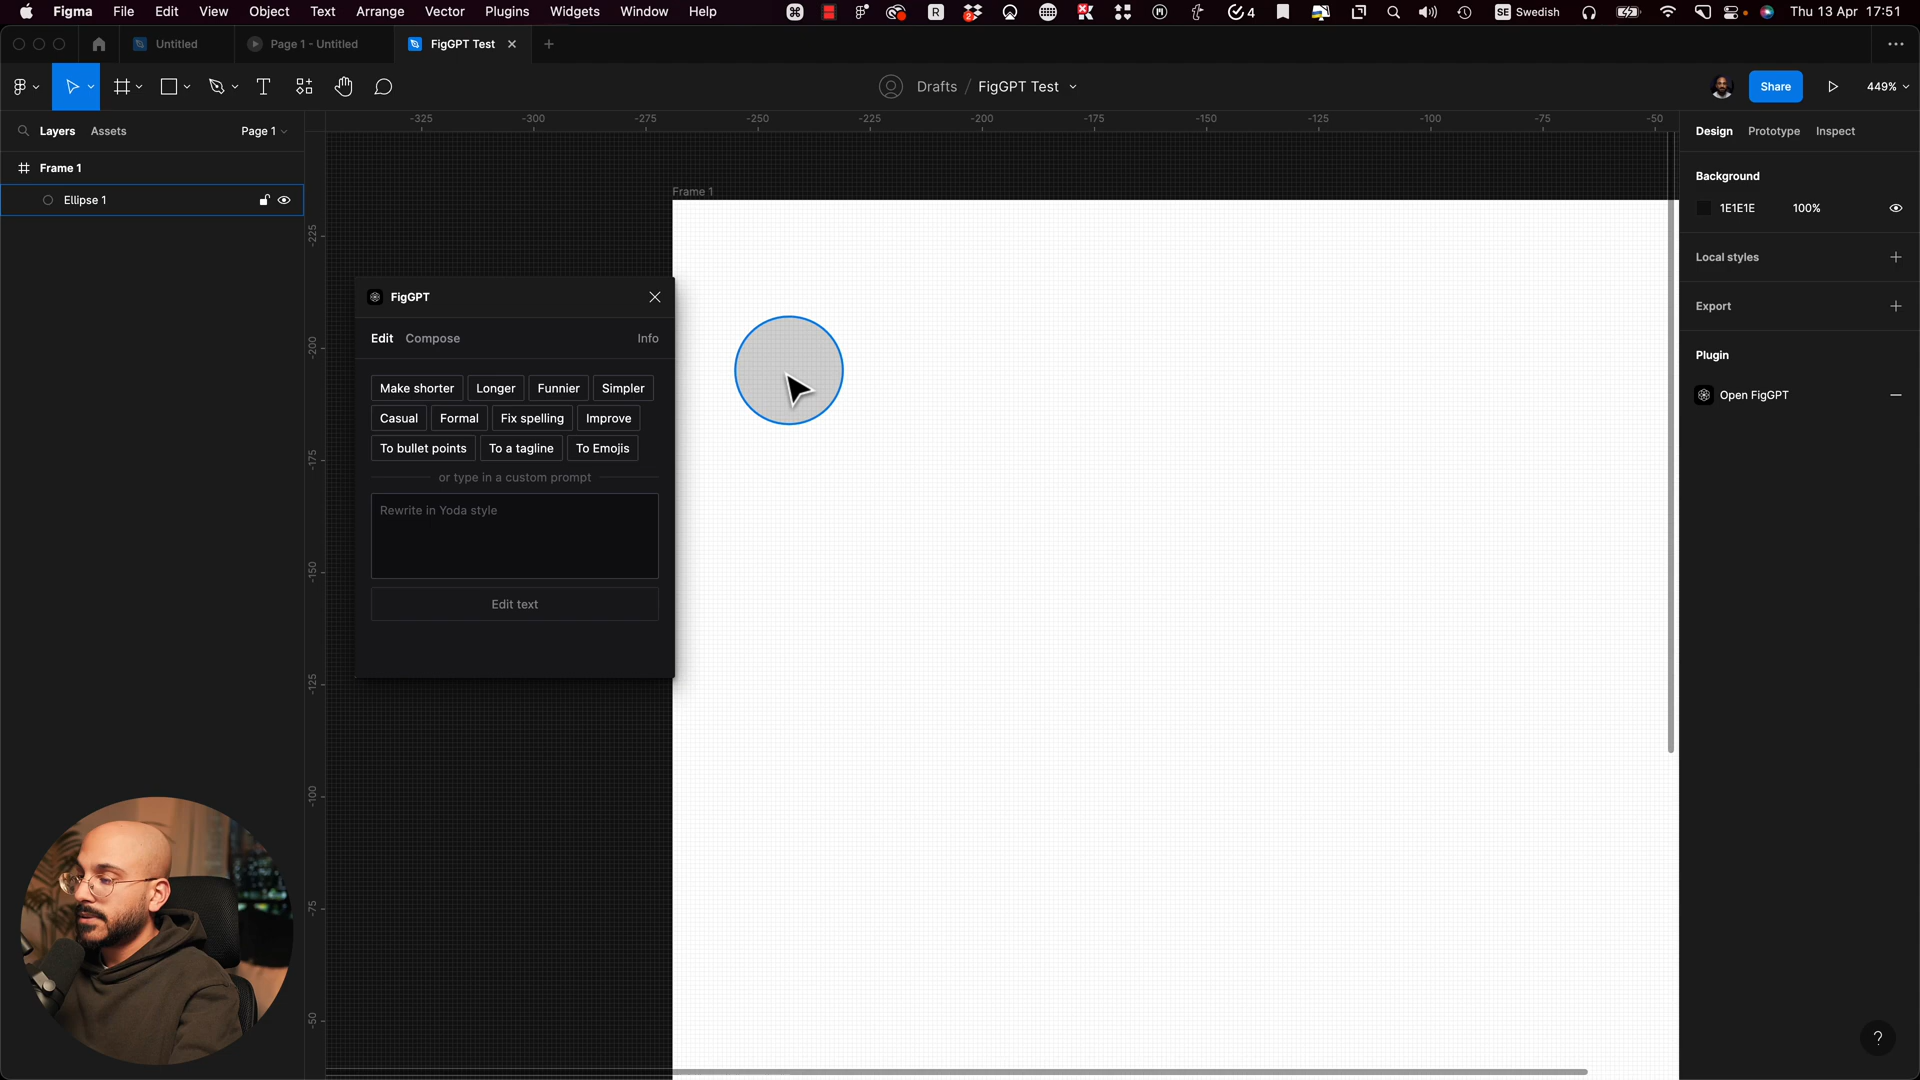 Figma File Edit View Object Text Arrange Vector Plugins Widgets Window Help R 2 4 SE Swedish Thu 13 Apr 17:51
Untitled Page 1 - Untitled FigGPT Test
Drafts / FigGPT Test Share 449%
Layers Assets Page 1
Frame 1
Ellipse 1
-325 -300 -275 -250 -225 -200 -175 -150 -125 -100 -75 -50
-225
-200
-175
-150
-125
-100
-75
-50
Frame 1
FigGPT
Edit Compose Info
Make shorter Longer Funnier Simpler
Casual Formal Fix spelling Improve
To bullet points To a tagline To Emojis
or type in a custom prompt
Rewrite in Yoda style
Edit text
Design Prototype Inspect
Background
1E1E1E 100%
Local styles
Export
Plugin
Open FigGPT
?